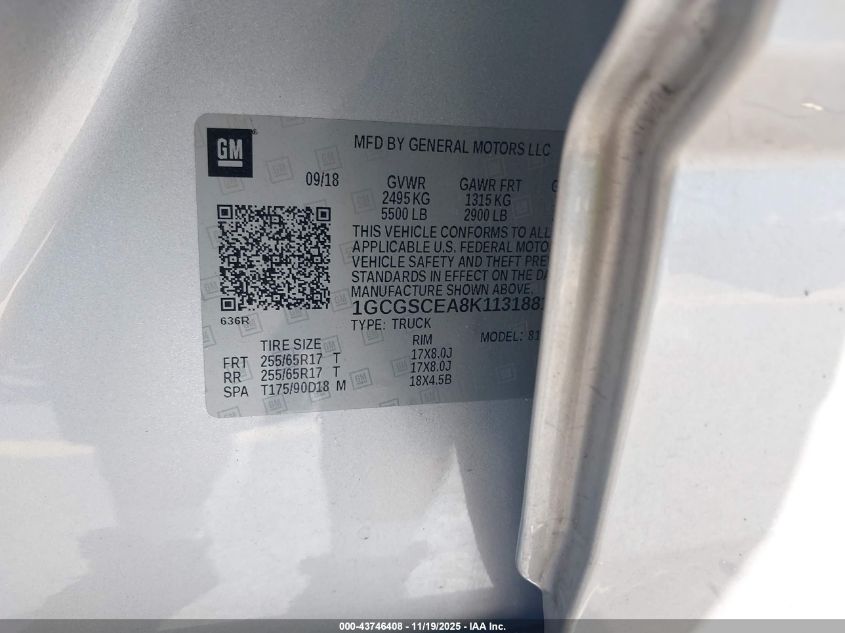 GM
MFD BY GENERAL MOTORS LLC
09/18
GVWR GAWR FRT
2495 KG 1315 KG
5500 LB 2900 LB
THIS VEHICLE CONFORMS TO ALL
APPLICABLE U.S. FEDERAL MOTO
VEHICLE SAFETY AND THEFT PRE
STANDARDS IN EFFECT ON THE DA
MANUFACTURE SHOWN ABOVE.
1GCGSCEA8K113188
TYPE: TRUCK
MODEL: 81
636R
TIRE SIZE RIM
FRT 255/65R17 T 17X8.0J
RR 255/65R17 T 17X8.0J
SPA T175/90D18 M 18X4.5B
000-43746408 - 11/19/2025 - IAA Inc.